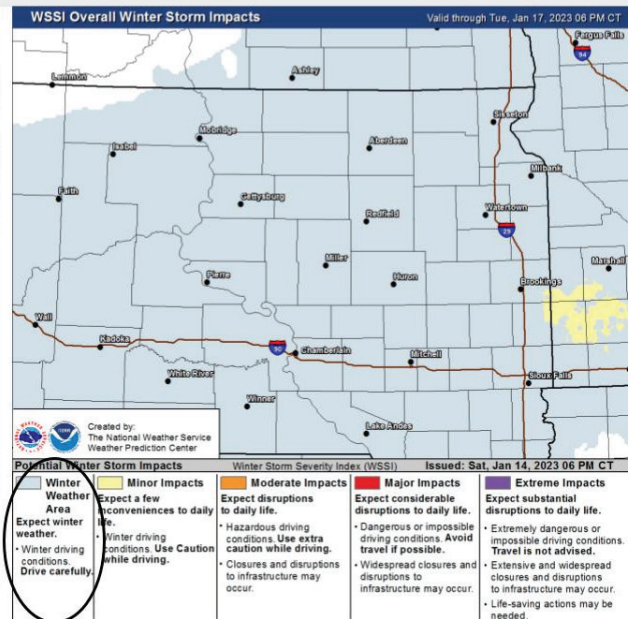 WSSI Overall Winter Storm Impacts
Valid through Tue, Jan 17, 2023 06 PM CT
Fergus Falls
94
Lemmon
Ashley
Sisseton
Mobridge
Aberdeen
Isabel
Milbank
Faith
Gettysburg
Watertown
Redfield
29
Marshall
Miller
Pierre
Huron
Brookings
Wall
Kadoka
90
Chamberlain
Mitchell
White River
Sioux Falls
Winner
Lake Andes
Created by:
The National Weather Service
Weather Prediction Center
Potential Winter Storm Impacts
Winter Storm Severity Index (WSSI)
Issued: Sat, Jan 14, 2023 06 PM CT
Winter
Weather
Area
Expect winter
weather.
• Winter driving
conditions.
Drive carefully.
Minor Impacts
Expect a few
inconveniences to daily
life.
• Winter driving
conditions. Use Caution
while driving.
Moderate Impacts
Expect disruptions
to daily life.
• Hazardous driving
conditions. Use extra
caution while driving.
• Closures and disruptions
to infrastructure may
occur.
Major Impacts
Expect considerable
disruptions to daily life.
• Dangerous or impossible
driving conditions. Avoid
travel if possible.
• Widespread closures and
disruptions to
infrastructure may occur.
Extreme Impacts
Expect substantial
disruptions to daily life.
• Extremely dangerous or
impossible driving conditions.
Travel is not advised.
• Extensive and widespread
closures and disruptions
to infrastructure may occur.
• Life-saving actions may be
needed.